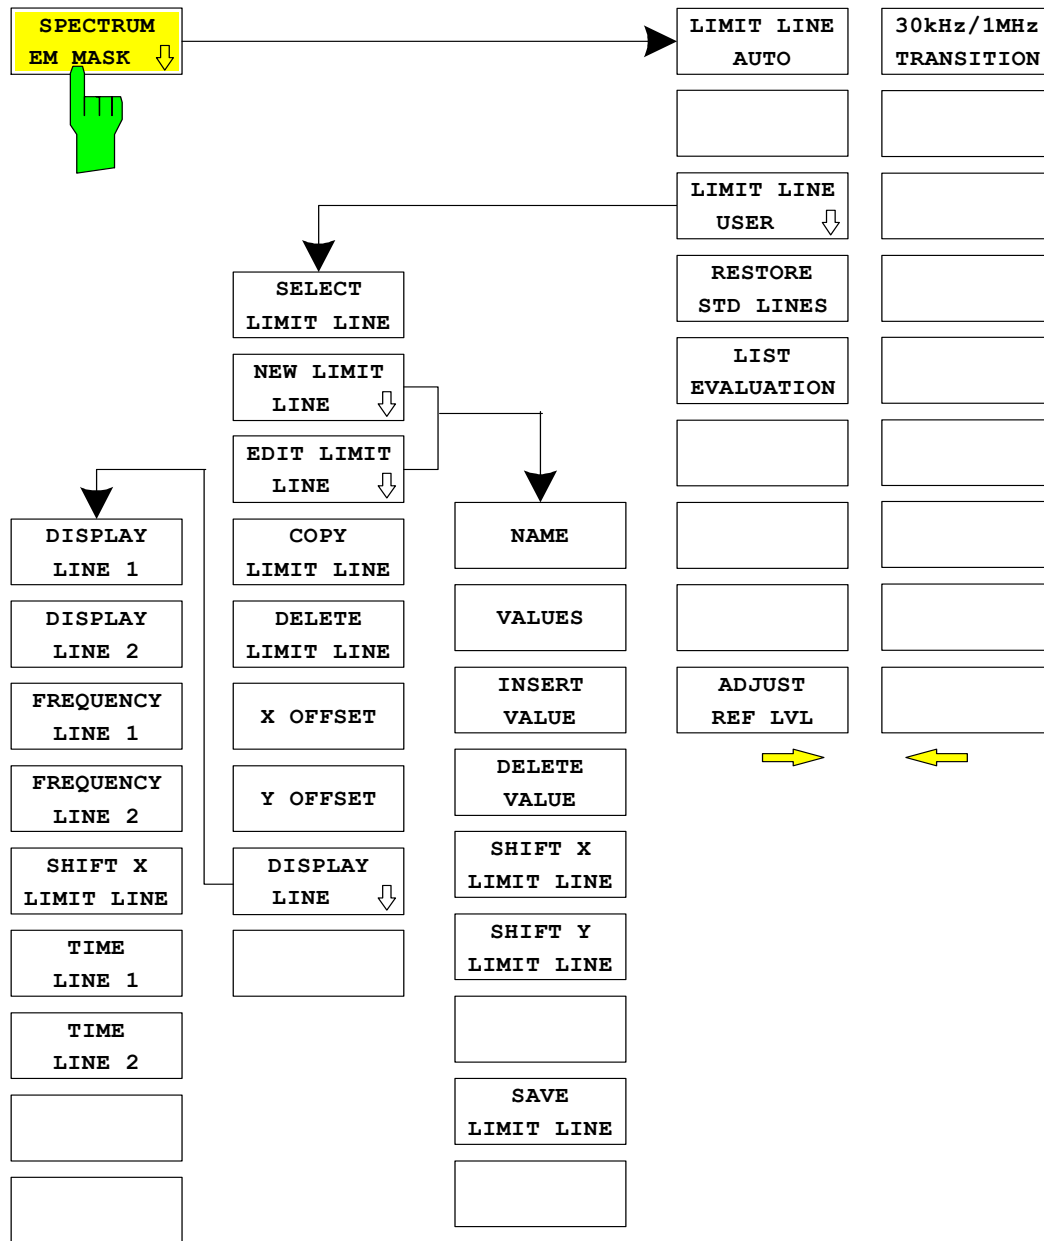 SPECTRUM
EM MASK
LIMIT LINE
AUTO
30kHz/1MHz
TRANSITION
LIMIT LINE
USER
RESTORE
STD LINES
LIST
EVALUATION
ADJUST
REF LVL
SELECT
LIMIT LINE
NEW LIMIT
LINE
EDIT LIMIT
LINE
COPY
LIMIT LINE
DELETE
LIMIT LINE
X OFFSET
Y OFFSET
DISPLAY
LINE
NAME
VALUES
INSERT
VALUE
DELETE
VALUE
SHIFT X
LIMIT LINE
SHIFT Y
LIMIT LINE
SAVE
LIMIT LINE
DISPLAY
LINE 1
DISPLAY
LINE 2
FREQUENCY
LINE 1
FREQUENCY
LINE 2
SHIFT X
LIMIT LINE
TIME
LINE 1
TIME
LINE 2